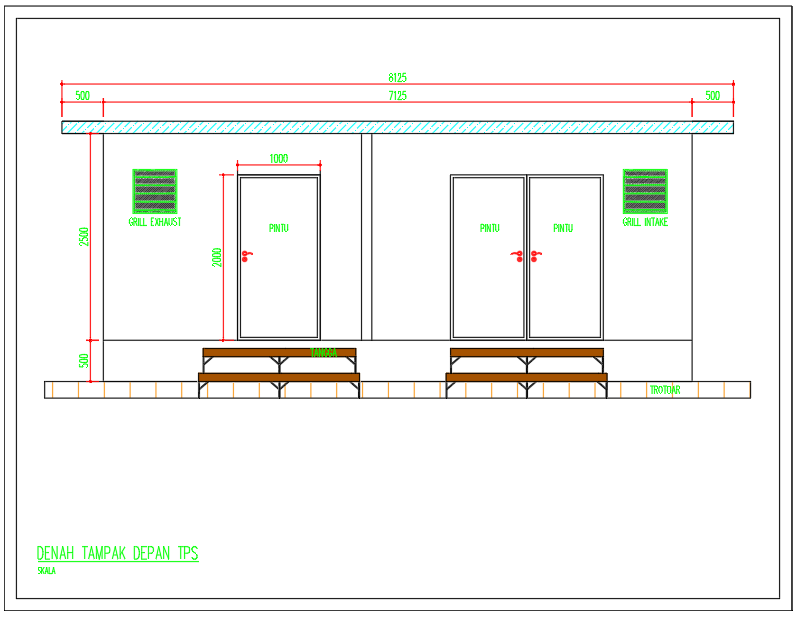 8125
500
7125
500
1000
GRILL EXHAUST
GRILL INTAKE
PINTU
PINTU
PINTU
2500
2000
500
TANGGA
TROTOAR
DENAH TAMPAK DEPAN TPS
SKALA